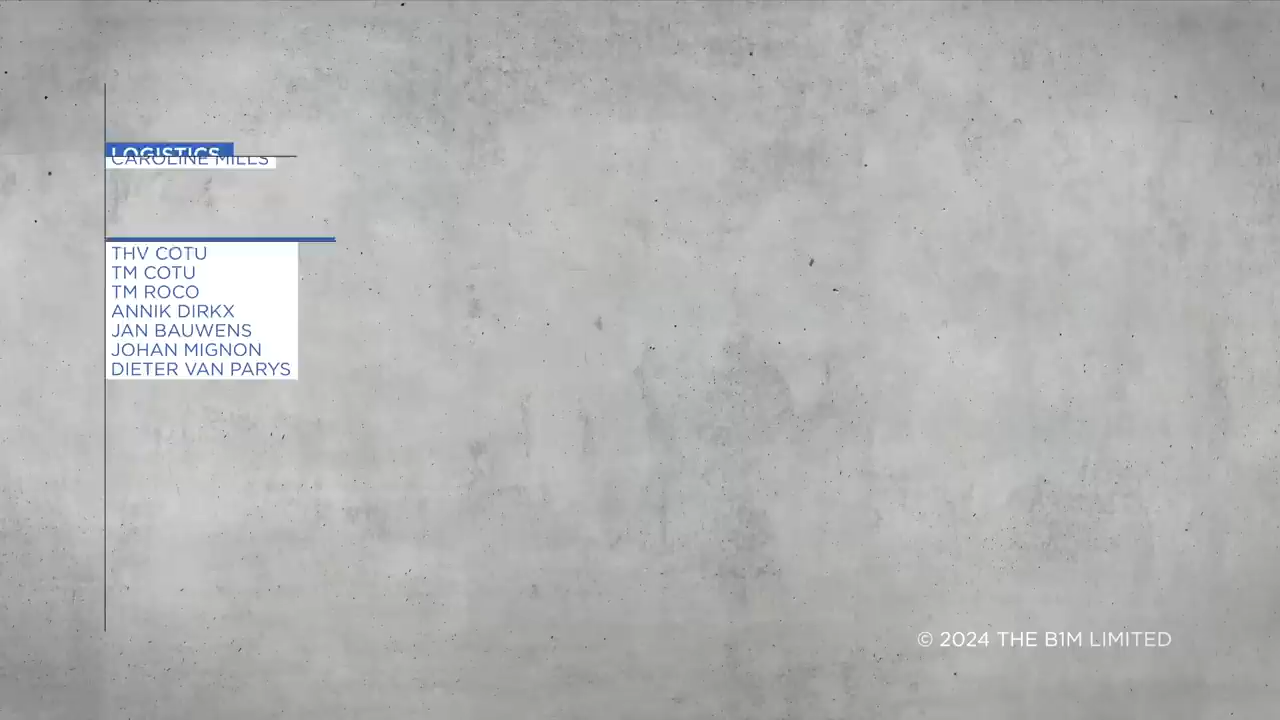 LOGISTICS
CAROLINE MILLS
THV COTU
TM COTU
TM ROCO
ANNIK DIRKX
JAN BAUWENS
JOHAN MIGNON
DIETER VAN PARYS
© 2024 THE B1M LIMITED